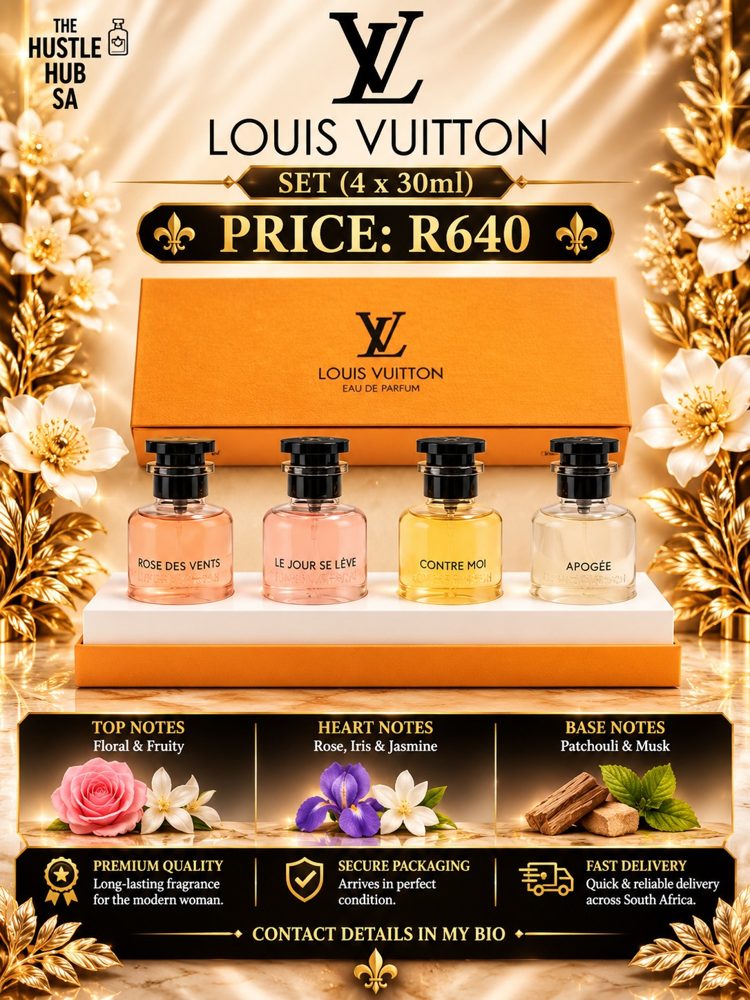 THE
HUSTLE
HUB
SA
LV
LOUIS VUITTON
SET (4 x 30ml)
PRICE: R640
LV
LOUIS VUITTON
EAU DE PARFUM
ROSE DES VENTS
LE JOUR SE LÈVE
CONTRE MOI
APOGÉE
TOP NOTES
Floral & Fruity
HEART NOTES
Rose, Iris & Jasmine
BASE NOTES
Patchouli & Musk
PREMIUM QUALITY
Long-lasting fragrance
for the modern woman.
SECURE PACKAGING
Arrives in perfect
condition.
FAST DELIVERY
Quick & reliable delivery
across South Africa.
CONTACT DETAILS IN MY BIO